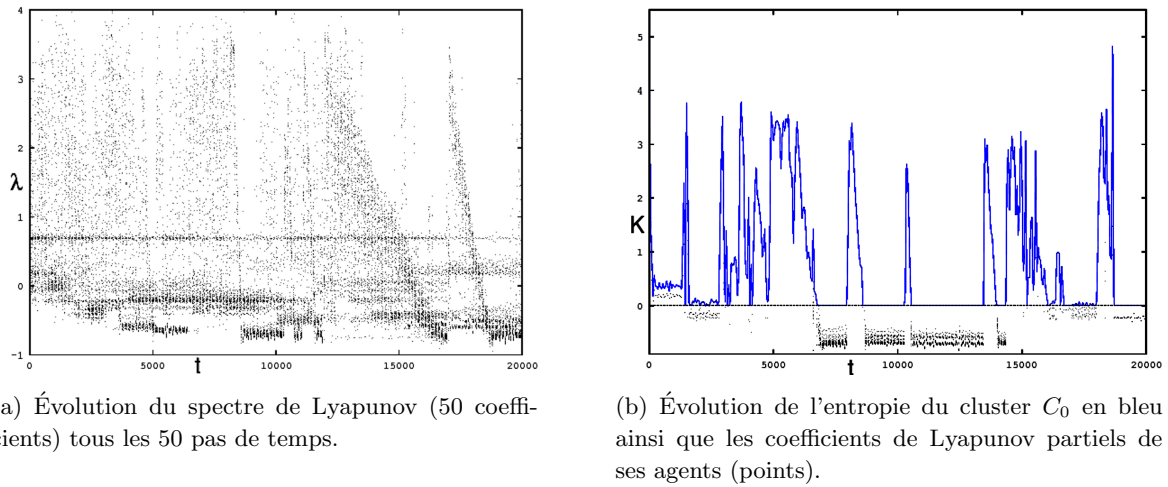 4
3
2
λ
1
0
−1
0
5000
10000
15000
20000
t
5
4
3
2
K
1
0
0
5000
10000
15000
20000
t
a) Évolution du spectre de Lyapunov (50 coeffi-
cients) tous les 50 pas de temps.
(b) Évolution de l'entropie du cluster C₀ en bleu
ainsi que les coefficients de Lyapunov partiels de
ses agents (points).